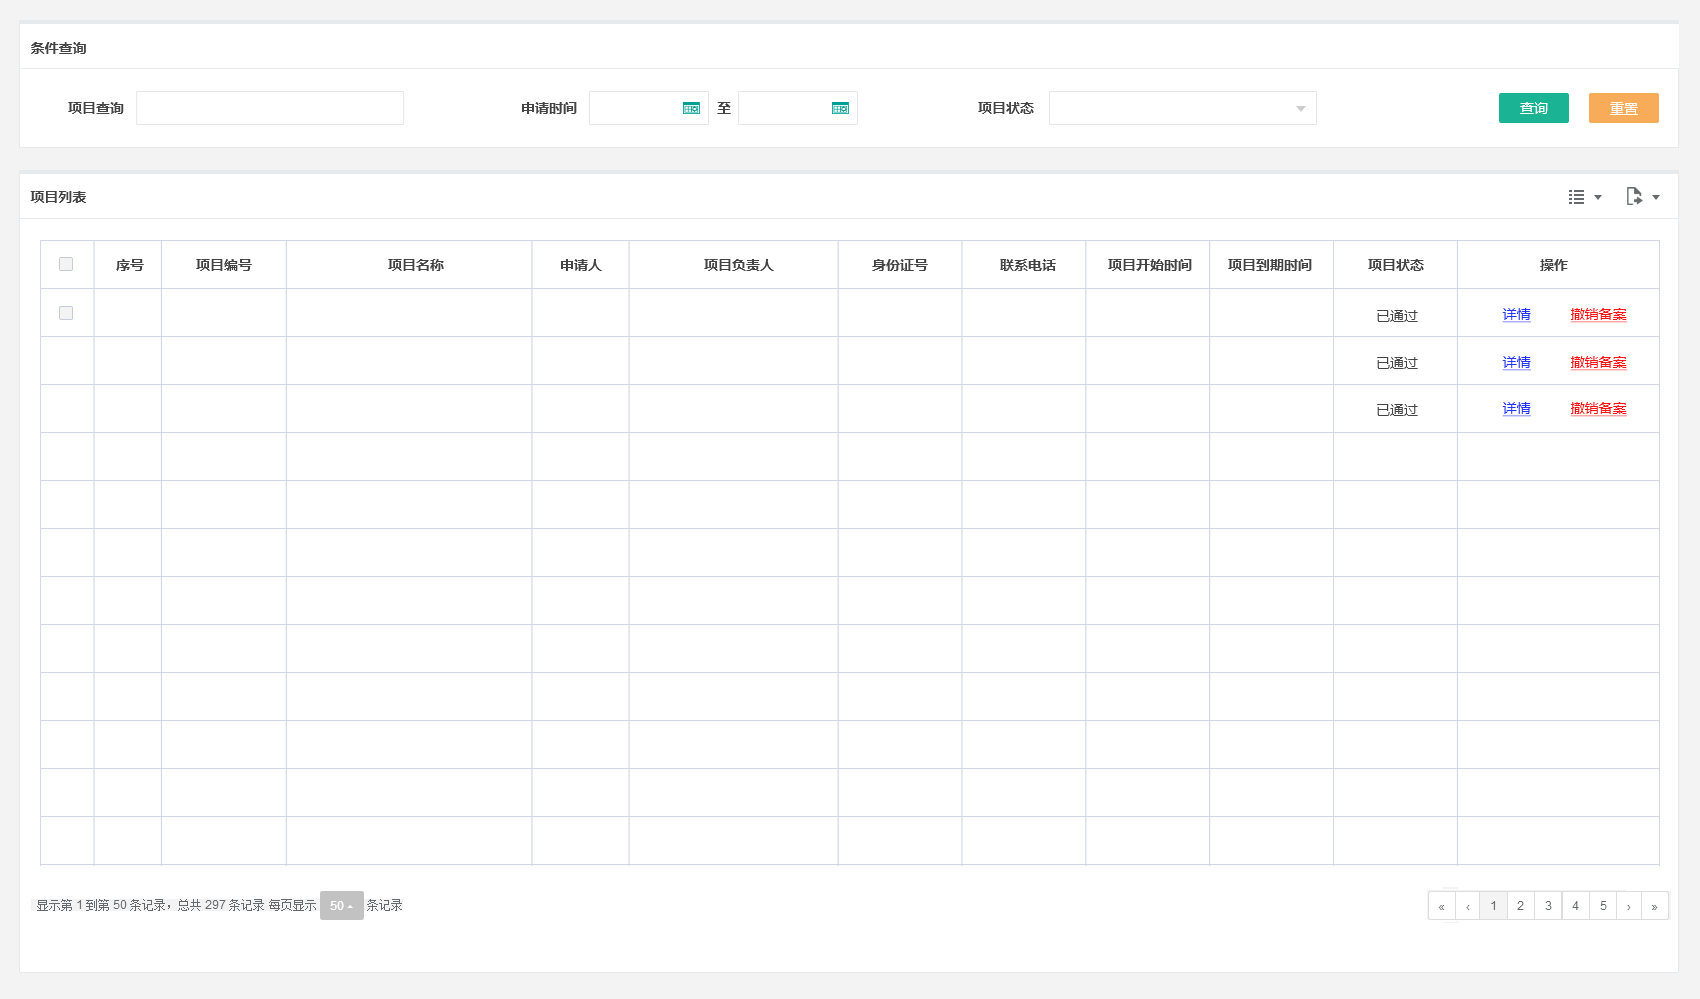 条件查询
项目查询 申请时间 至 项目状态 查询 重置
项目列表
序号 项目编号 项目名称 申请人 项目负责人 身份证号 联系电话 项目开始时间 项目到期时间 项目状态 操作
已通过 详情 撤销备案
已通过 详情 撤销备案
已通过 详情 撤销备案
显示第 1 到第 50 条记录，总共 297 条记录 每页显示 50 条记录 « ‹ 1 2 3 4 5 › »